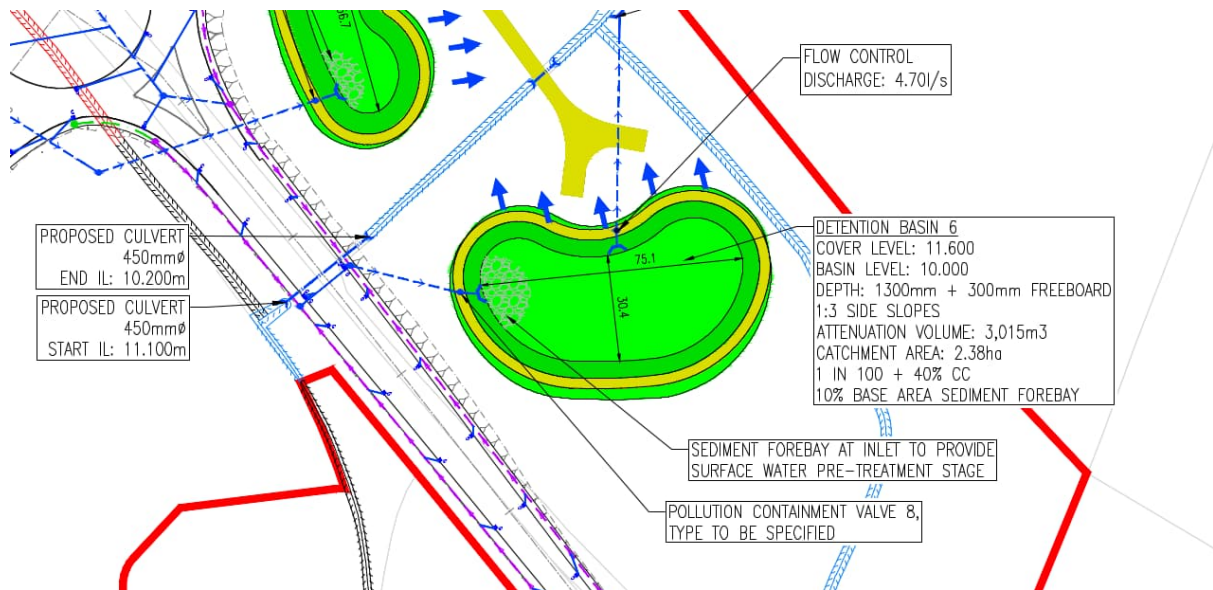 56.7
FLOW CONTROL
DISCHARGE: 4.70l/s
PROPOSED CULVERT
450mmø
END IL: 10.200m
PROPOSED CULVERT
450mmø
START IL: 11.100m
75.1
30.4
DETENTION BASIN 6
COVER LEVEL: 11.600
BASIN LEVEL: 10.000
DEPTH: 1300mm + 300mm FREEBOARD
1:3 SIDE SLOPES
ATTENUATION VOLUME: 3,015m3
CATCHMENT AREA: 2.38ha
1 IN 100 + 40% CC
10% BASE AREA SEDIMENT FOREBAY
SEDIMENT FOREBAY AT INLET TO PROVIDE
SURFACE WATER PRE-TREATMENT STAGE
POLLUTION CONTAINMENT VALVE 8,
TYPE TO BE SPECIFIED